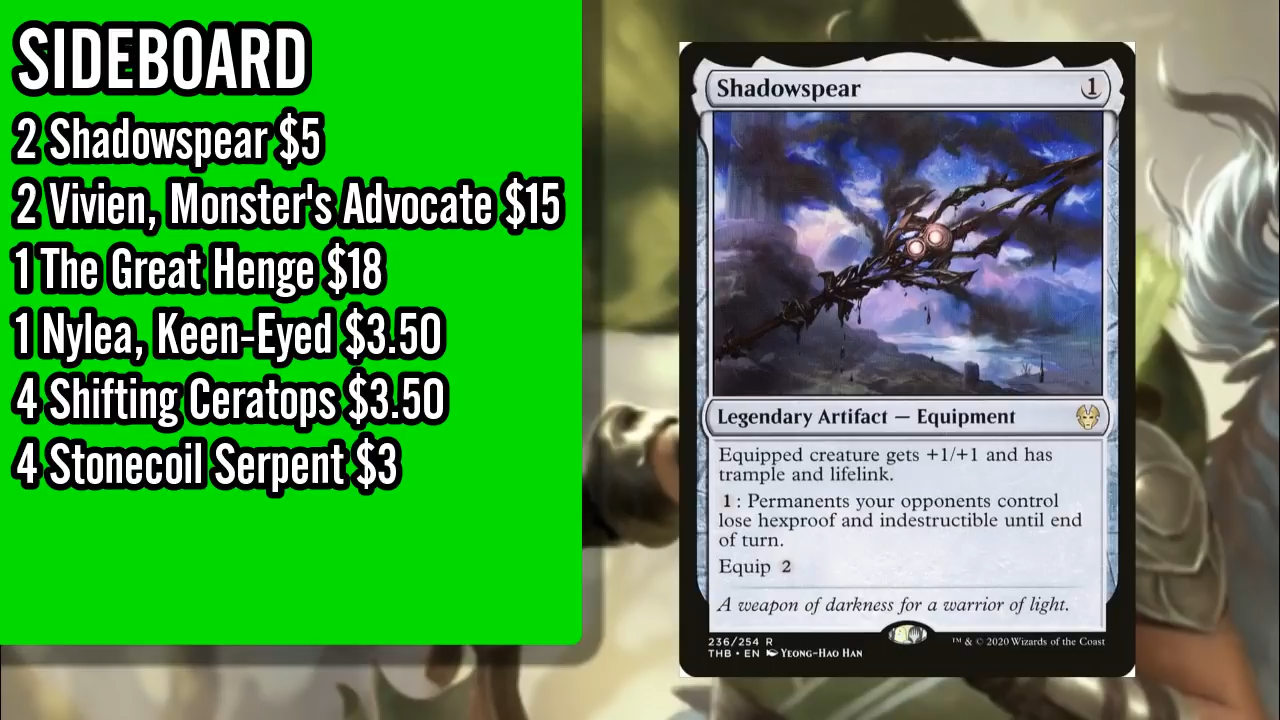 SIDEBOARD
2 Shadowspear $5
2 Vivien, Monster's Advocate $15
1 The Great Henge $18
1 Nylea, Keen-Eyed $3.50
4 Shifting Ceratops $3.50
4 Stonecoil Serpent $3
Shadowspear 1
Legendary Artifact — Equipment
Equipped creature gets +1/+1 and has
trample and lifelink.
1 : Permanents your opponents control
lose hexproof and indestructible until end
of turn.
Equip 2
A weapon of darkness for a warrior of light.
236/254 R
THB • EN Yeong-Hao Han
™ & © 2020 Wizards of the Coast